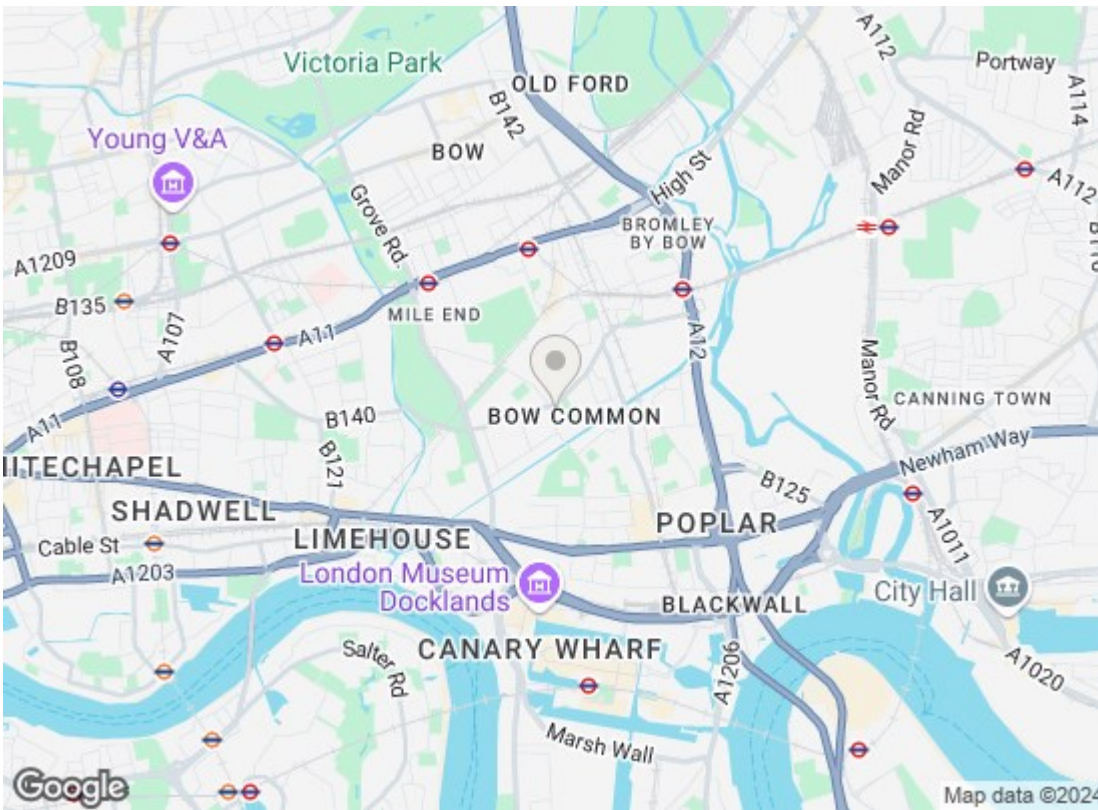 Victoria Park
OLD FORD
A112
Portway
A114
Young V&A
B142
BOW
Manor Rd
High St
A112
Grove Rd.
BROMLEY
BY BOW
A1209
B135
A107
MILE END
A11
A12
B108
Manor Rd
CANNING TOWN
A11
B140
BOW COMMON
Newham Way
B121
B125
SHADWELL
POPLAR
LIMEHOUSE
Cable St
A1203
A1011
London Museum
Docklands
City Hall
BLACKWALL
CANARY WHARF
Salter Rd
A1206
A1020
Marsh Wall
Google
Map data ©2024